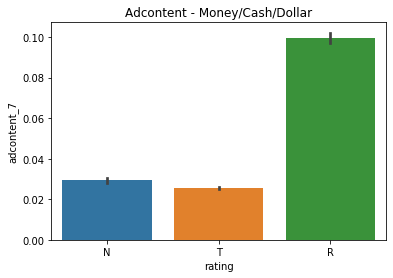 Adcontent - Money/Cash/Dollar
adcontent_7
0.10
0.08
0.06
0.04
0.02
0.00
N
T
R
rating